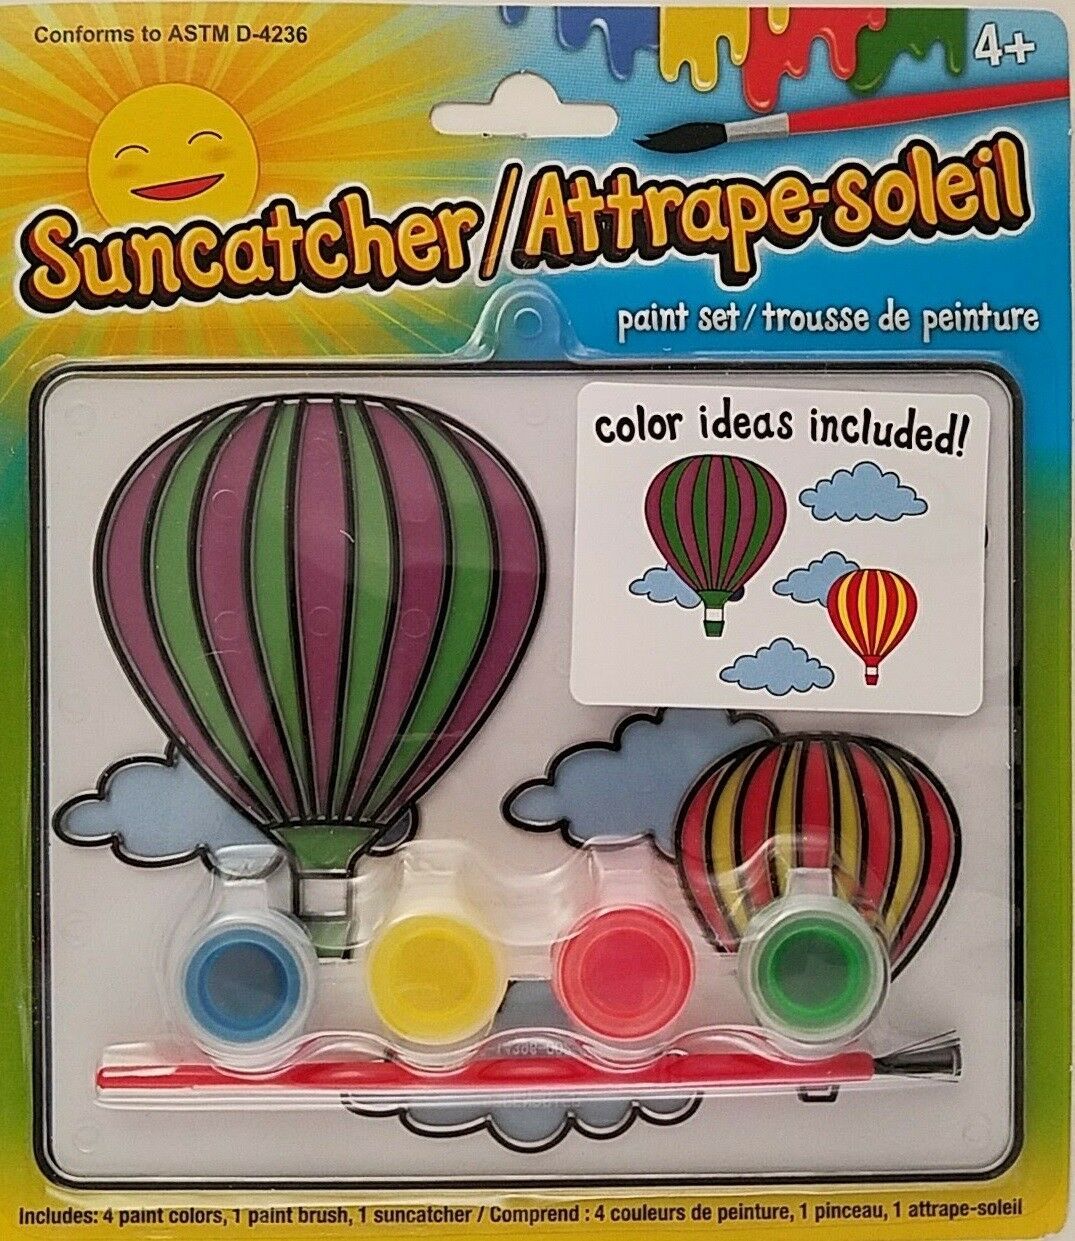 Conforms to ASTM D-4236
4+
Suncatcher/Attrape-soleil
paint set/trousse de peinture
color ideas included!
Includes: 4 paint colors, 1 paint brush, 1 suncatcher / Comprend : 4 couleurs de peinture, 1 pinceau, 1 attrape-soleil